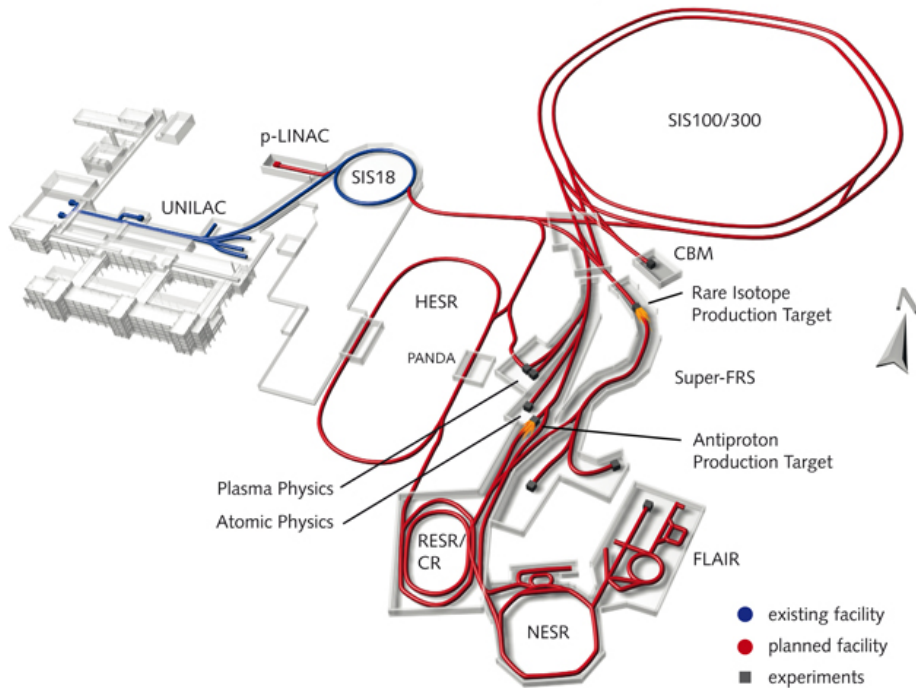 SIS100/300
p-LINAC
SIS18
UNILAC
CBM
HESR
Rare Isotope
Production Target
PANDA
Super-FRS
Antiproton
Production Target
Plasma Physics
Atomic Physics
RESR/
CR
FLAIR
NESR
existing facility
planned facility
experiments